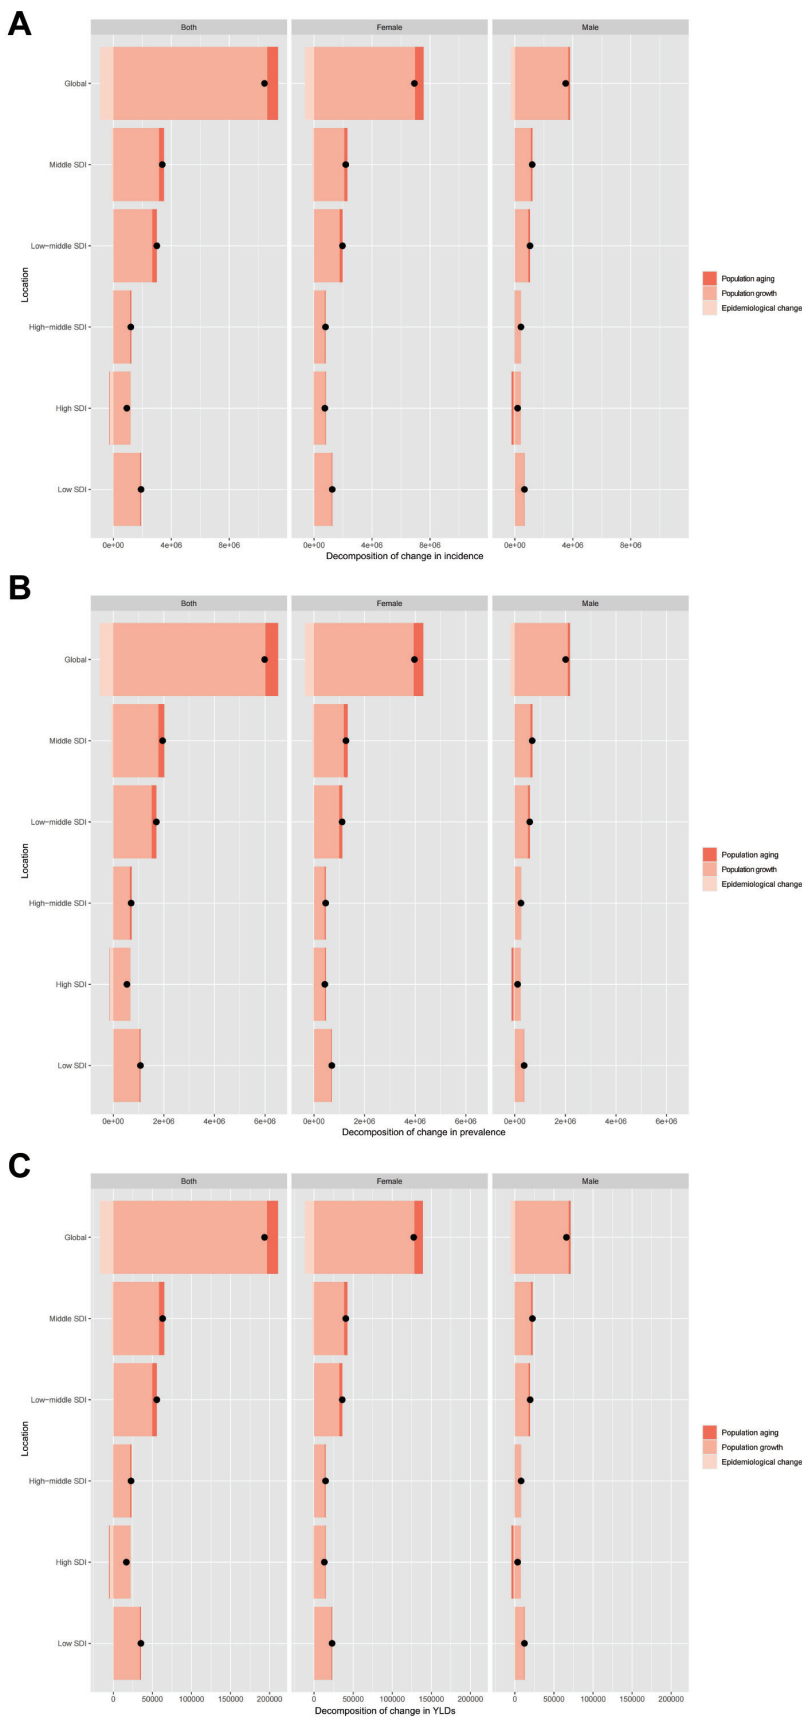 A
Both
Female
Male
Global
Middle SDI
Low-middle SDI
High-middle SDI
High SDI
Low SDI
Location
0e+00
4e+06
8e+06
0e+00
4e+06
8e+06
0e+00
4e+06
8e+06
Decomposition of change in incidence
Population aging
Population growth
Epidemiological change
B
Both
Female
Male
Global
Middle SDI
Low-middle SDI
High-middle SDI
High SDI
Low SDI
Location
0e+00
2e+06
4e+06
6e+06
0e+00
2e+06
4e+06
6e+06
0e+00
2e+06
4e+06
6e+06
Decomposition of change in prevalence
Population aging
Population growth
Epidemiological change
C
Both
Female
Male
Global
Middle SDI
Low-middle SDI
High-middle SDI
High SDI
Low SDI
Location
0
50000
100000
150000
200000
0
50000
100000
150000
200000
0
50000
100000
150000
200000
Decomposition of change in YLDs
Population aging
Population growth
Epidemiological change